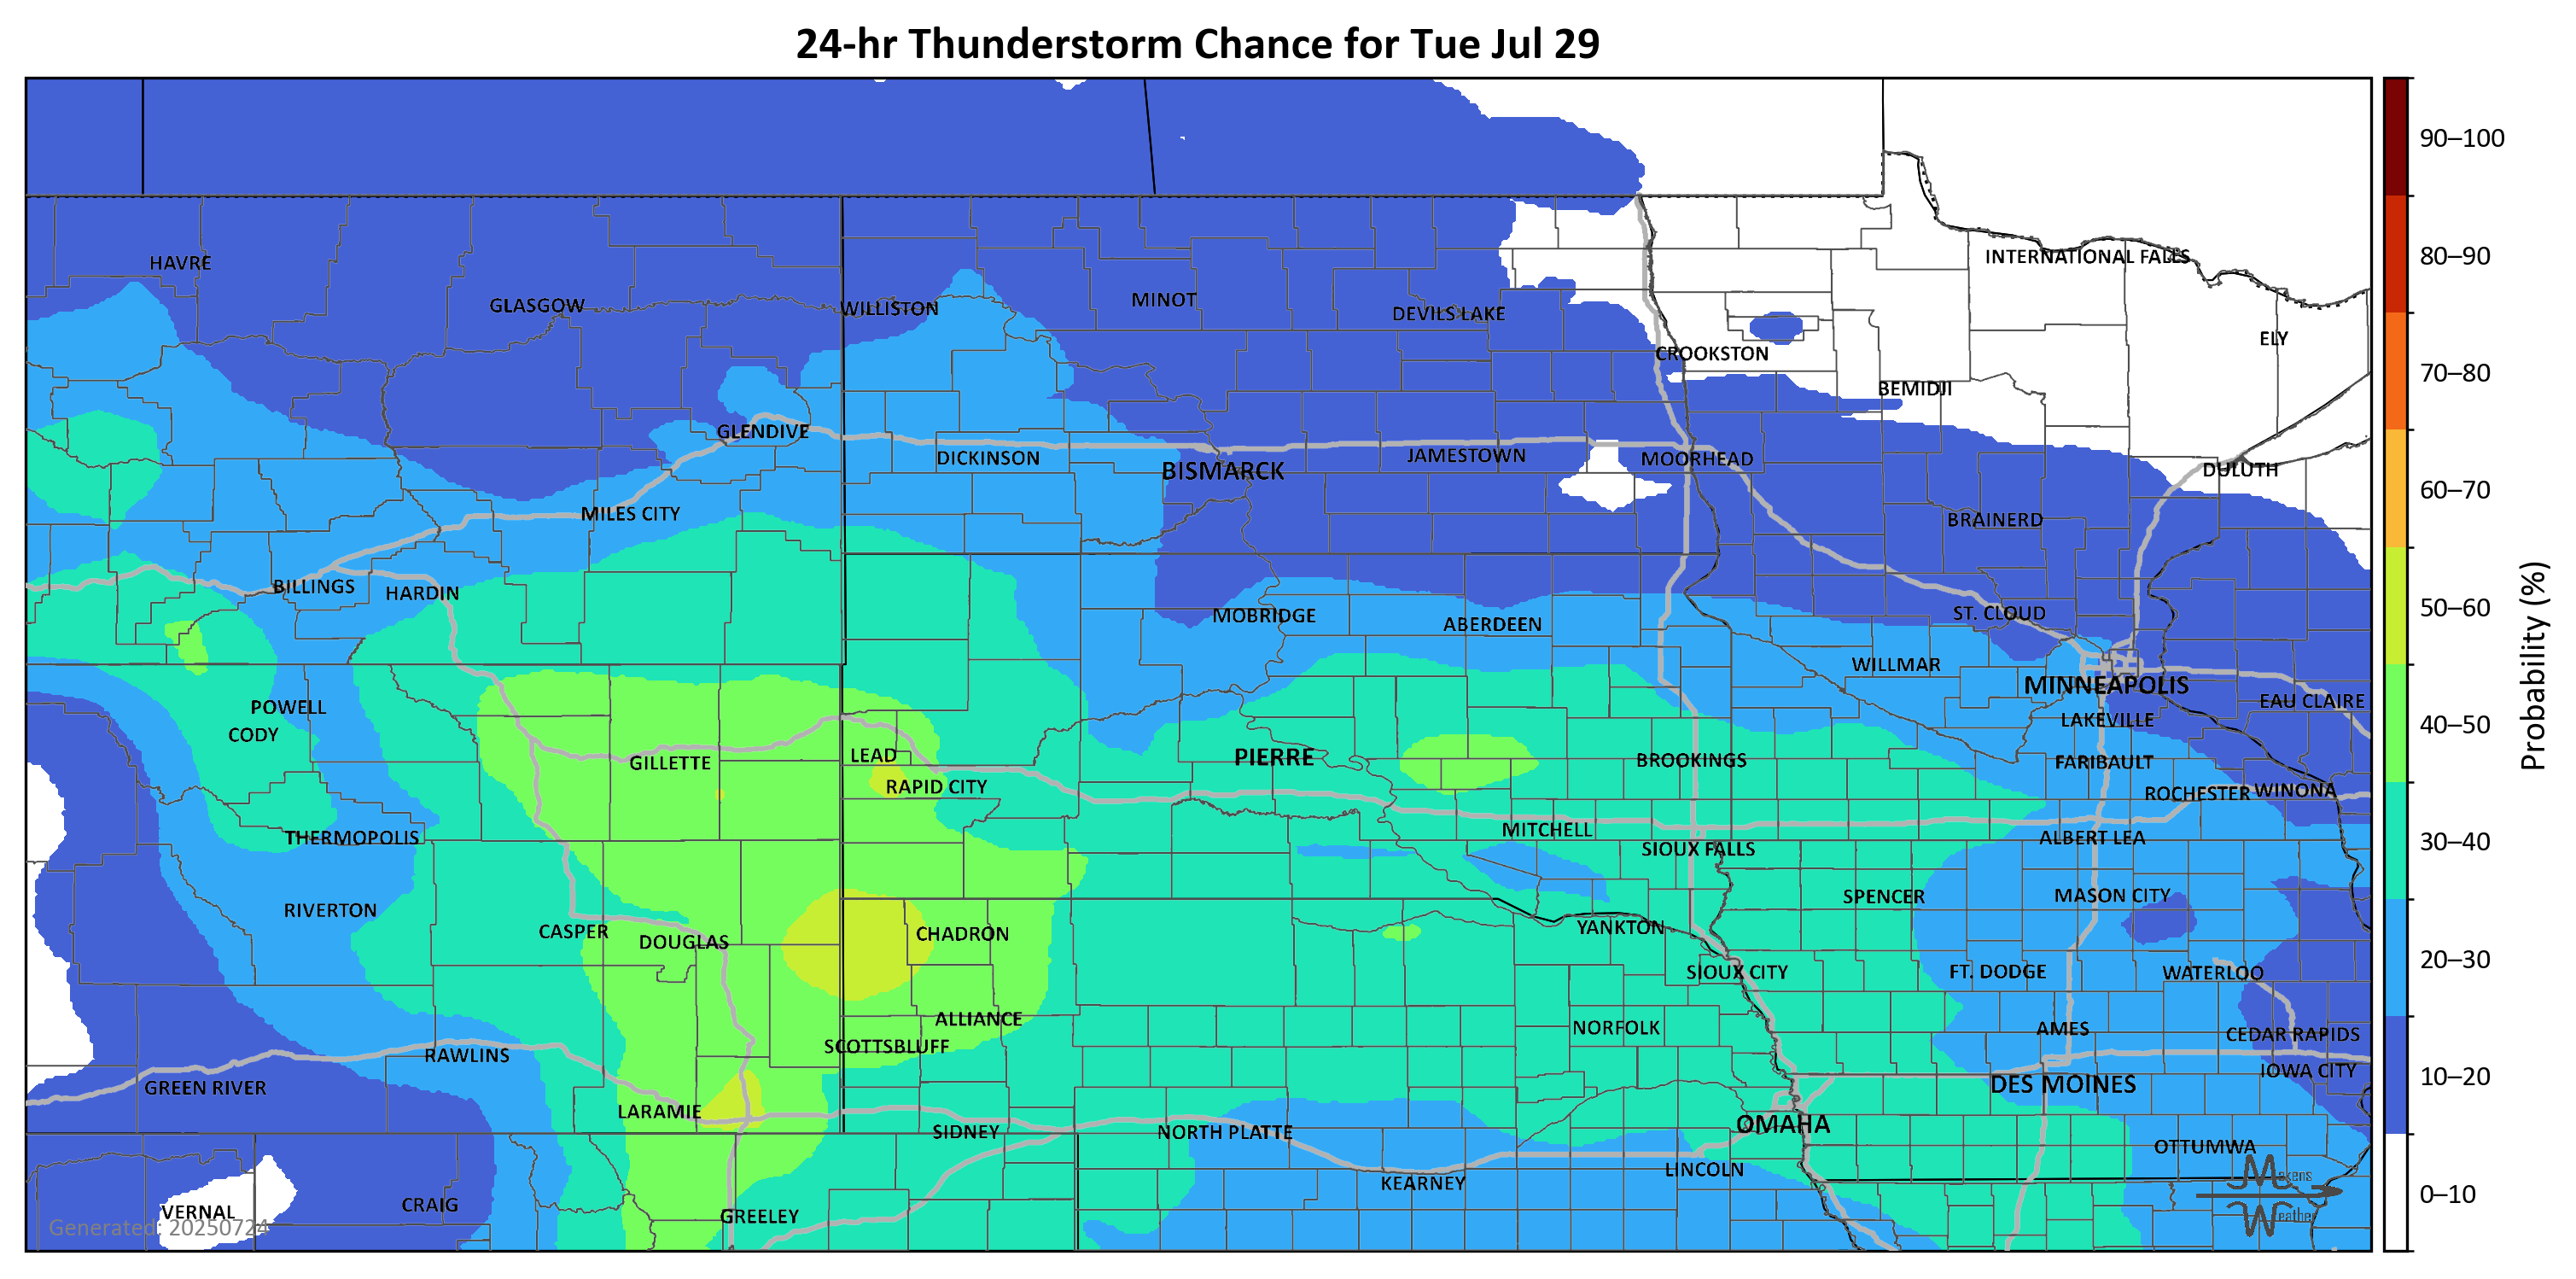 24-hr Thunderstorm Chance for Tue Jul 29
90–100
INTERNATIONAL FALLS
80–90
HAVRE
MINOT
GLASGOW
WILLISTON
DEVILS LAKE
ELY
CROOKSTON
70–80
BEMIDJI
GLENDIVE
DICKINSON
JAMESTOWN
MOORHEAD
BISMARCK
DULUTH
60–70
MILES CITY
BRAINERD
BILLINGS
HARDIN
50–60
MOBRIDGE
ST. CLOUD
ABERDEEN
WILLMAR
Probability (%)
MINNEAPOLIS
EAU CLAIRE
POWELL
LAKEVILLE
40–50
CODY
LEAD
PIERRE
BROOKINGS
GILLETTE
FARIBAULT
RAPID CITY
ROCHESTER
WINONA
MITCHELL
THERMOPOLIS
ALBERT LEA
30–40
SIOUX FALLS
SPENCER
MASON CITY
RIVERTON
CASPER
CHADRON
YANKTON
DOUGLAS
20–30
SIOUX CITY
FT. DODGE
WATERLOO
ALLIANCE
NORFOLK
AMES
CEDAR RAPIDS
SCOTTSBLUFF
RAWLINS
IOWA CITY
10–20
GREEN RIVER
DES MOINES
LARAMIE
OMAHA
SIDNEY
NORTH PLATTE
OTTUMWA
LINCOLN
Makens
KEARNEY
0–10
CRAIG
VERNAL
GREELEY
Weather
Generated: 20250724